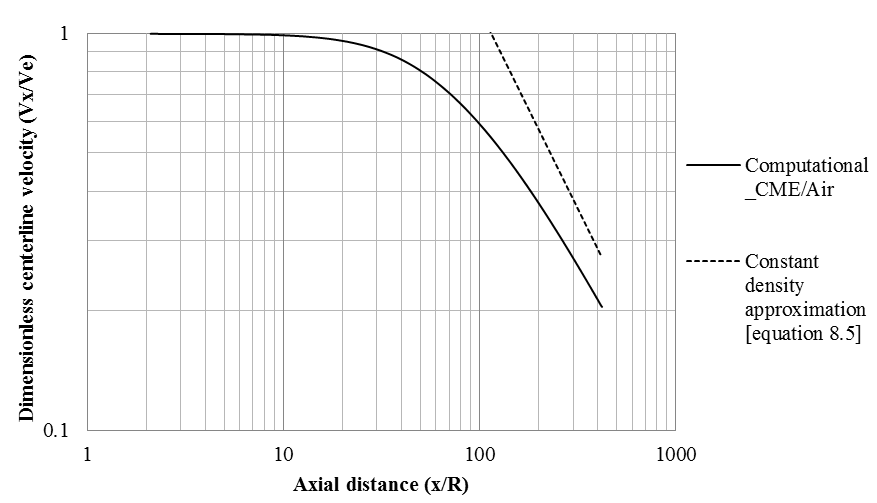 Dimensionless centerline velocity (Vx/Ve)
1
0.1
1
10
100
1000
Axial distance (x/R)
Computational
_CME/Air
Constant
density
approximation
[equation 8.5]